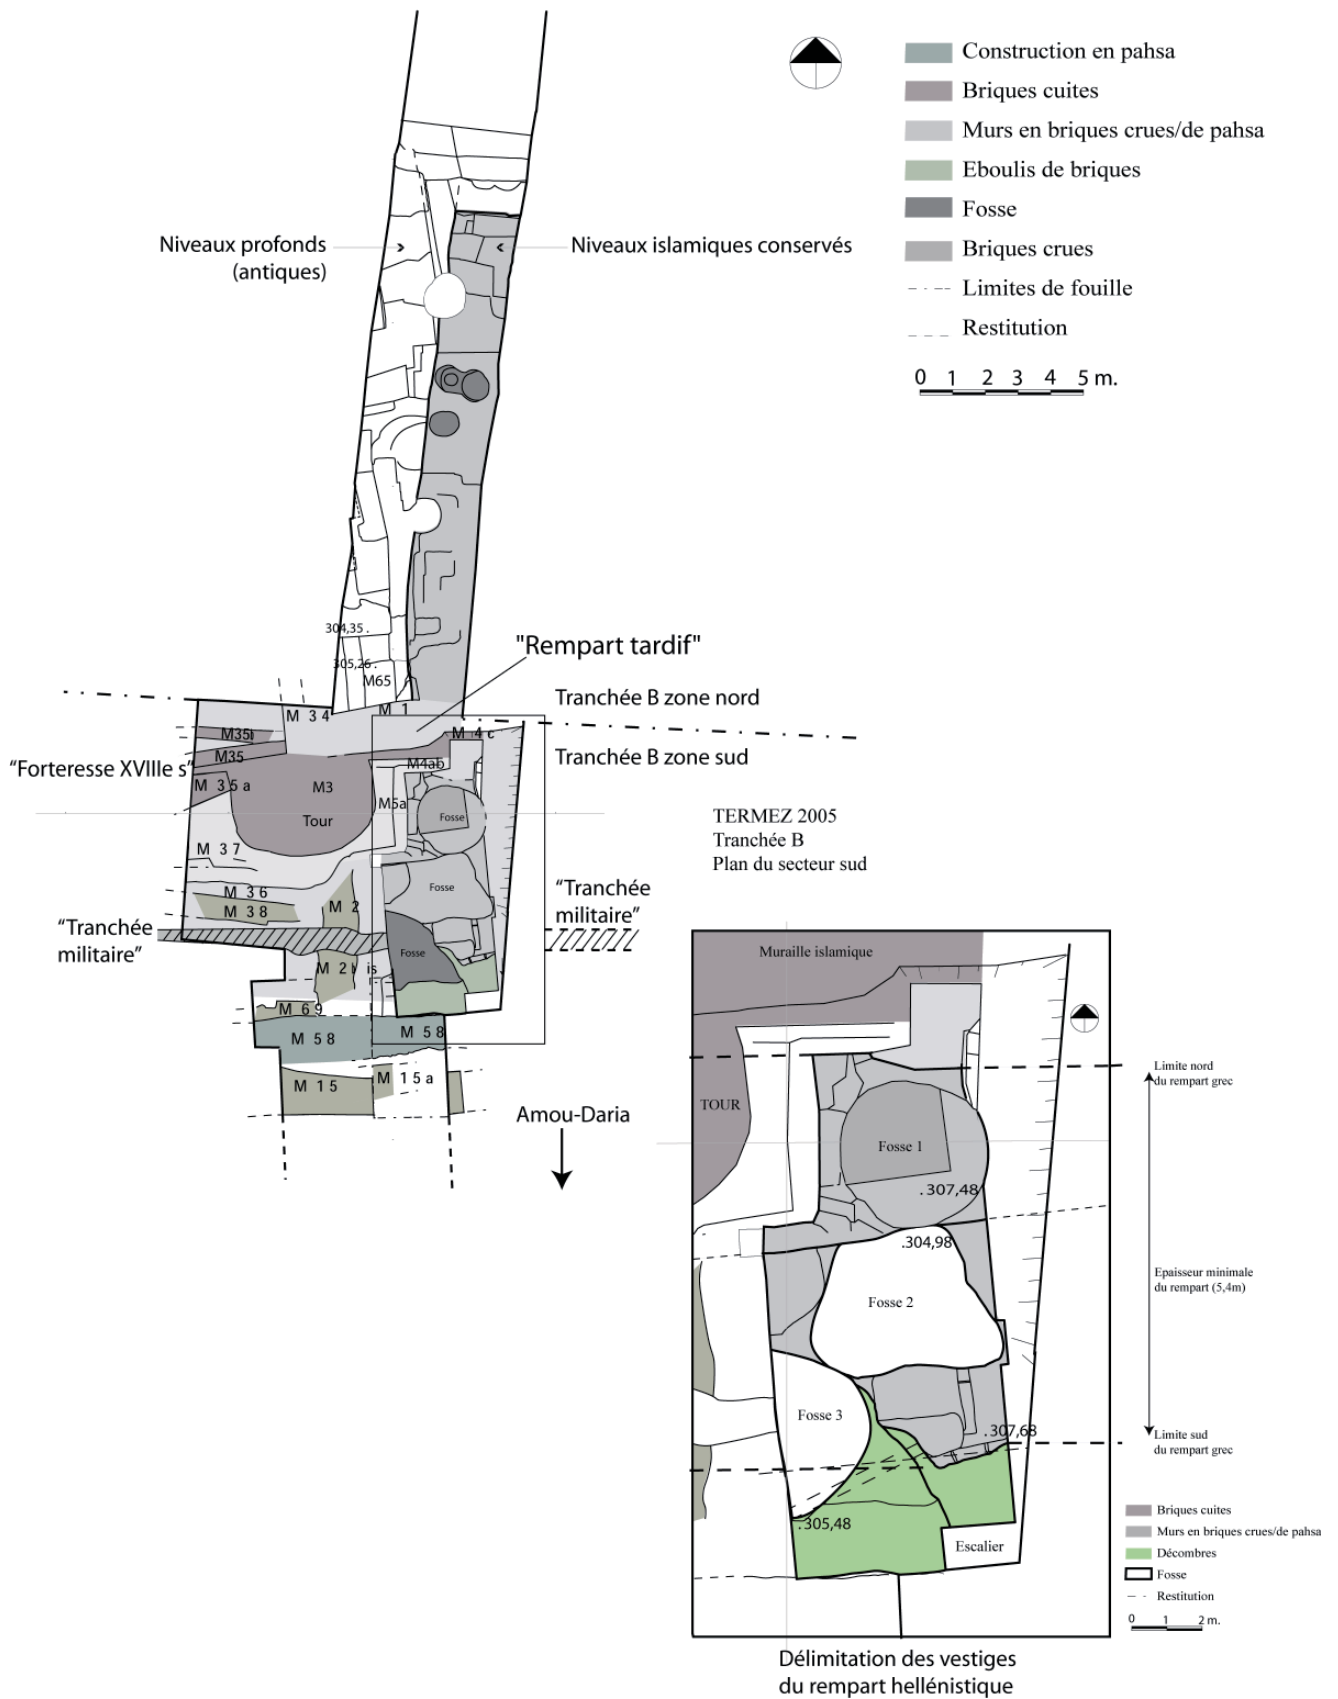 Construction en pahsa
Briques cuites
Murs en briques crues/de pahsa
Eboulis de briques
Fosse
Briques crues
Limites de fouille
Restitution
0 1 2 3 4 5 m.
Niveaux profonds
(antiques)
Niveaux islamiques conservés
304,35 .
305,26 .
M65
"Rempart tardif"
Tranchée B zone nord
M 34
M 1
M35b
M 4c
Tranchée B zone sud
M35
M4ab
"Forteresse XVIIIe s"
M 35a
M3
M5a
Tour
Fosse
TERMEZ 2005
Tranchée B
Plan du secteur sud
M 37
M 36
M 38
M 2
Fosse
"Tranchée
militaire"
"Tranchée
militaire"
Fosse
M 2bis
M 69
M 58
M 58
M 15
M 15a
Amou-Daria
Muraille islamique
TOUR
Fosse 1
.307,48
.304,98
Fosse 2
Fosse 3
.307,68
.305,48
Escalier
Limite nord
du rempart grec
Epaisseur minimale
du rempart (5,4m)
Limite sud
du rempart grec
Briques cuites
Murs en briques crues/de pahsa
Décombres
Fosse
Restitution
0 1 2 m.
Délimitation des vestiges
du rempart hellénistique